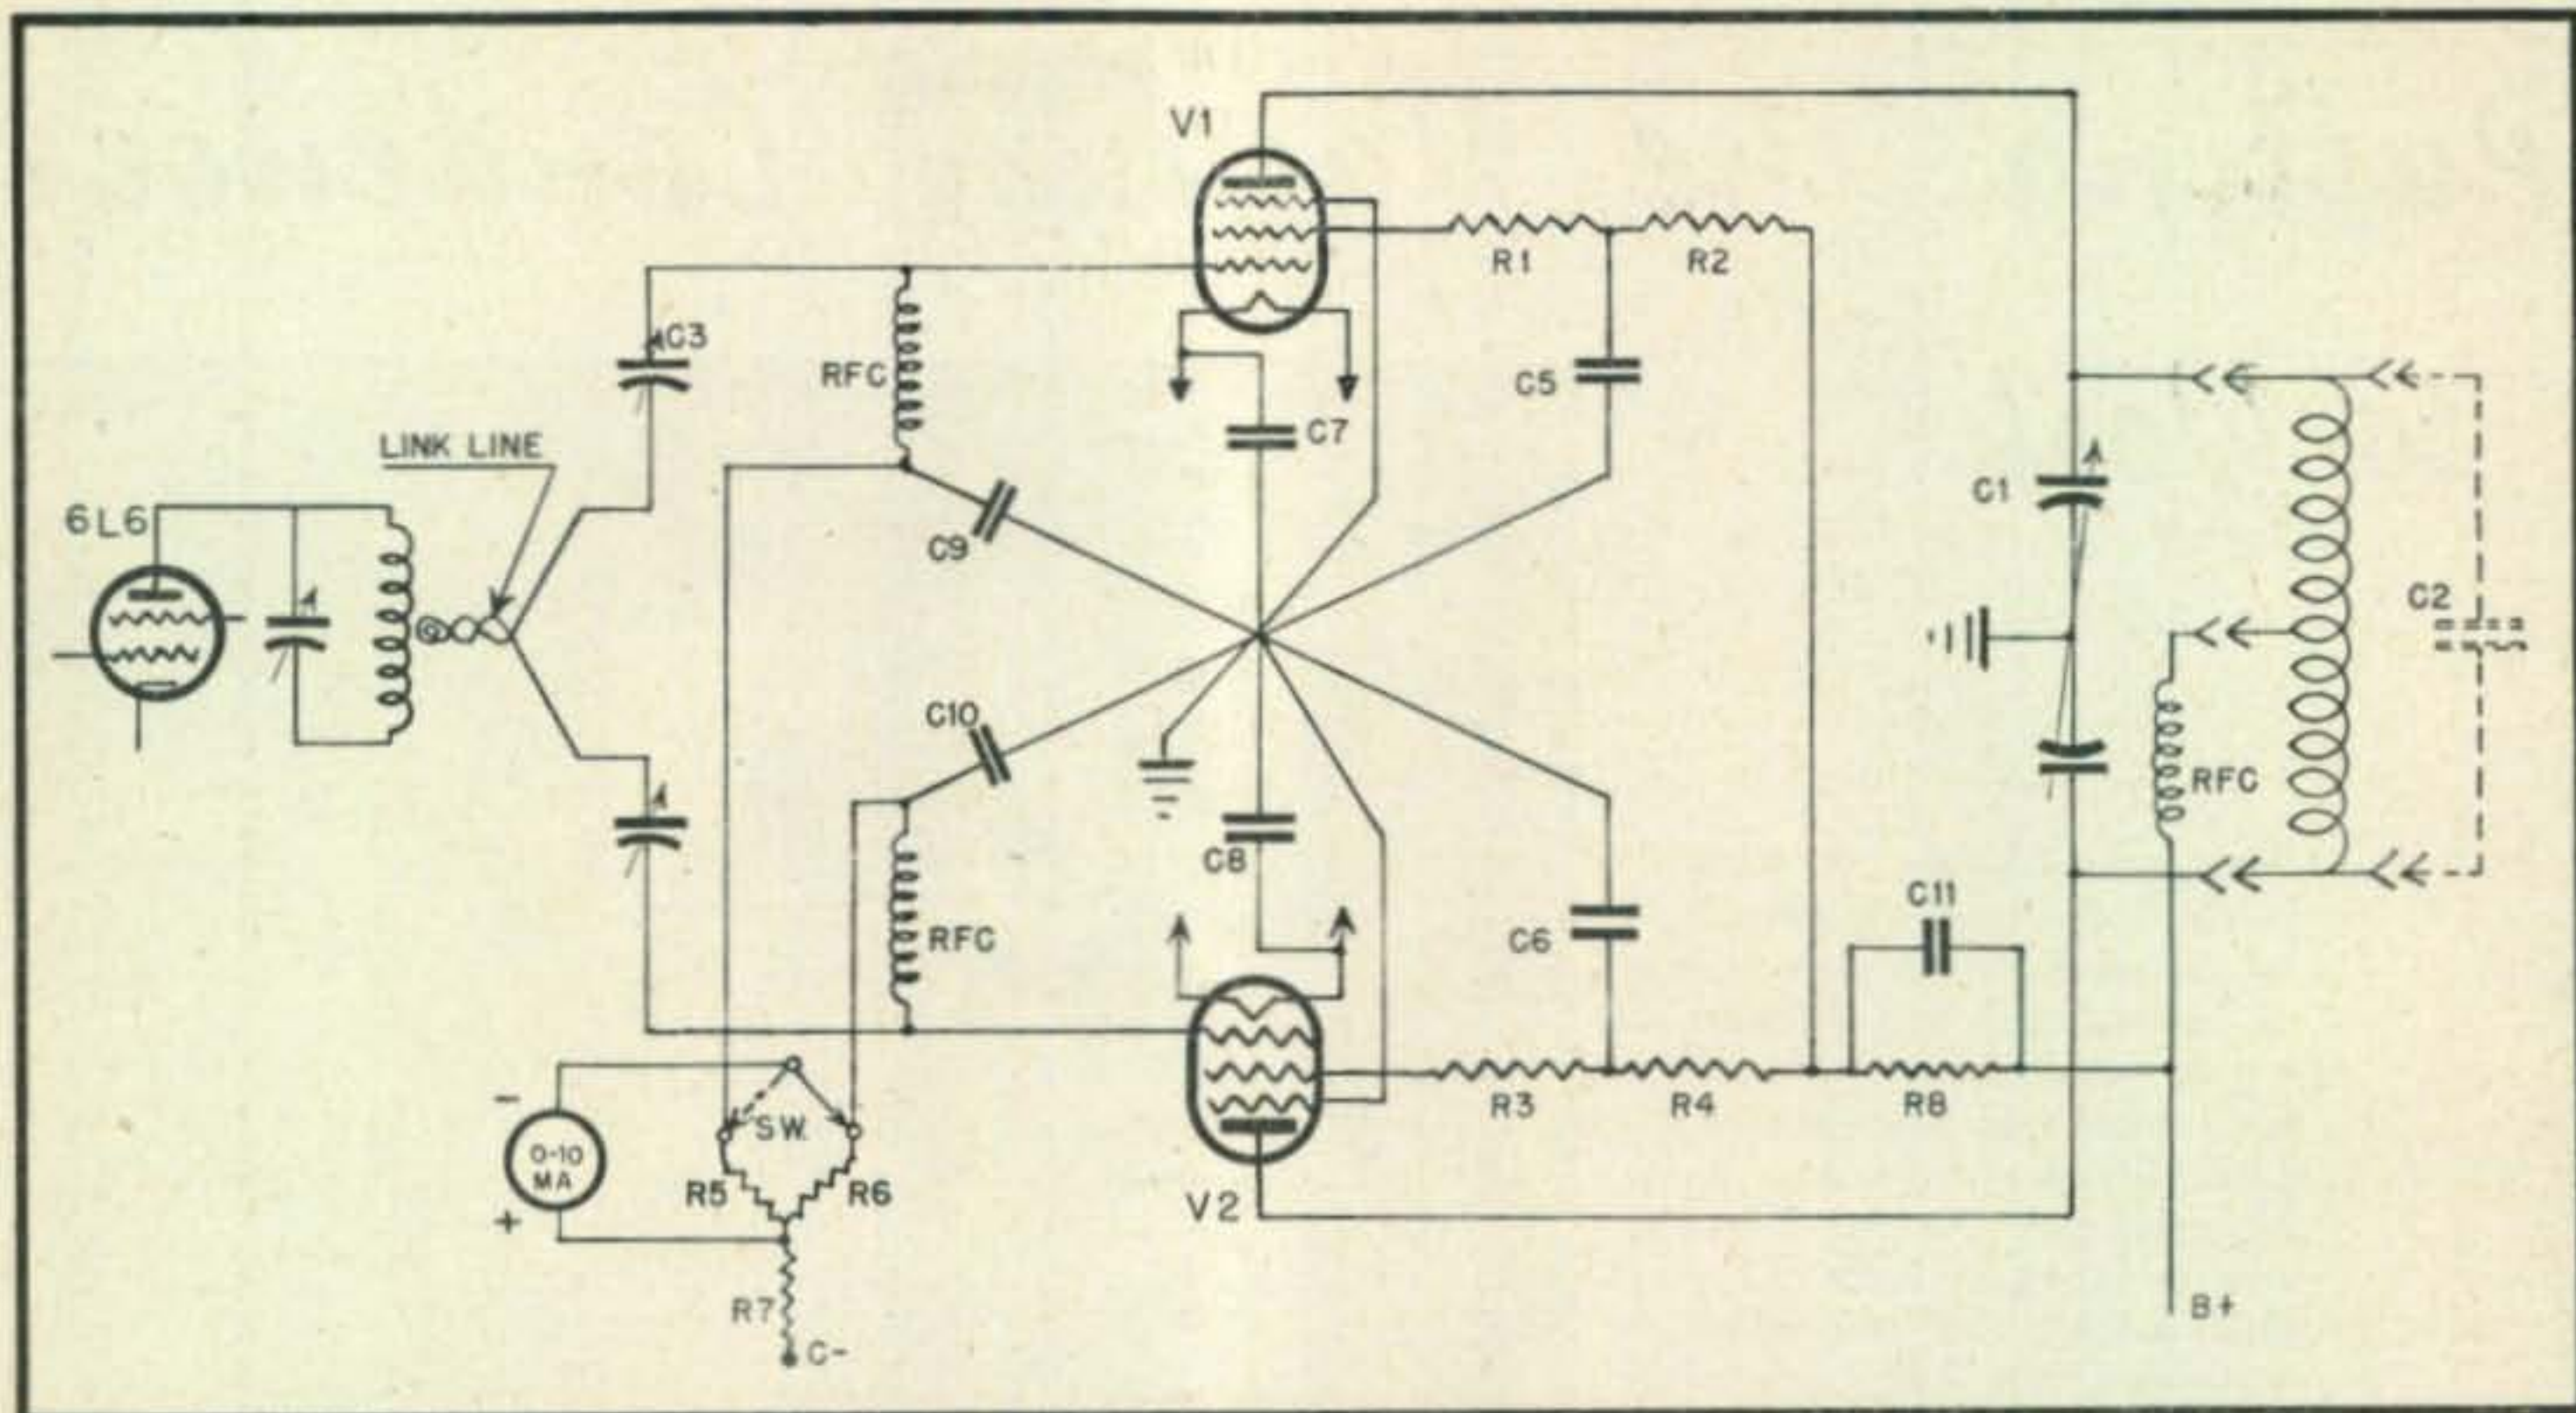 V1
R1
R2
C3
RFC
C5
C7
LINK LINE
C1
6L6
C9
C2
C10
RFC
C8
C11
RFC
C6
SW.
R3
R4
R8
-
0-10
MA
R5
R6
V2
+
R7
B+
C-